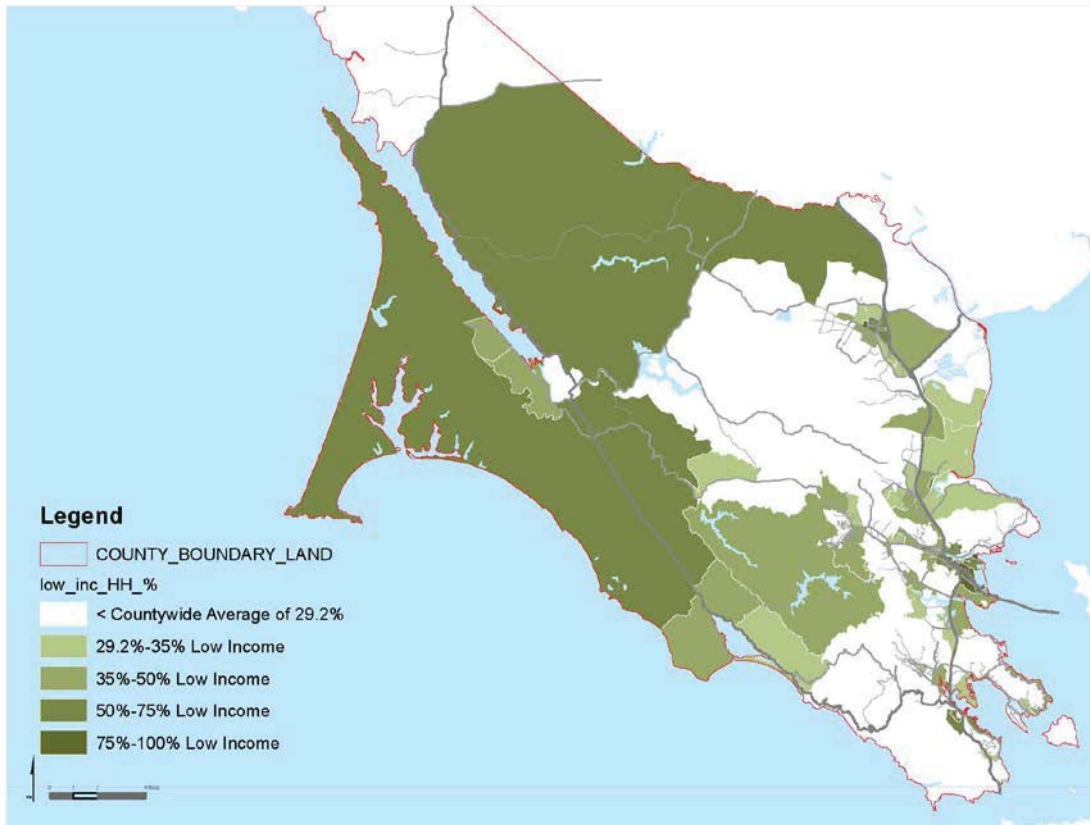 Legend
COUNTY_BOUNDARY_LAND
low_inc_HH_%
< Countywide Average of 29.2%
29.2%-35% Low Income
35%-50% Low Income
50%-75% Low Income
75%-100% Low Income